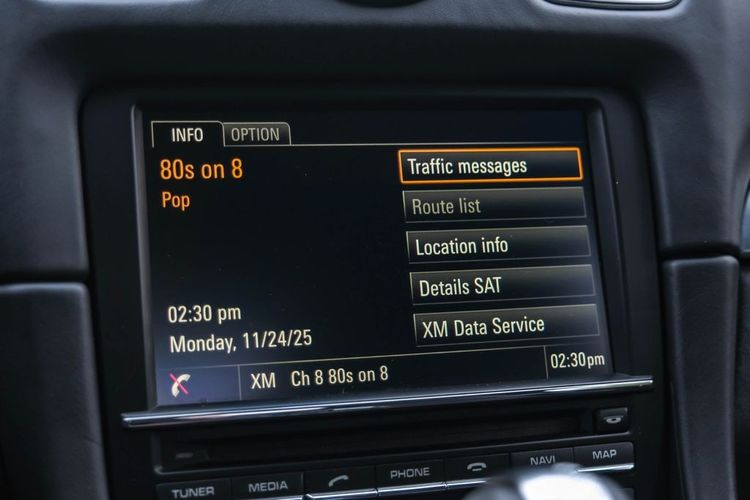 INFO OPTION
80s on 8
Pop
Traffic messages
Route list
Location info
Details SAT
XM Data Service
02:30 pm
Monday, 11/24/25
XM Ch 8 80s on 8 02:30pm
TUNER MEDIA PHONE NAVI MAP